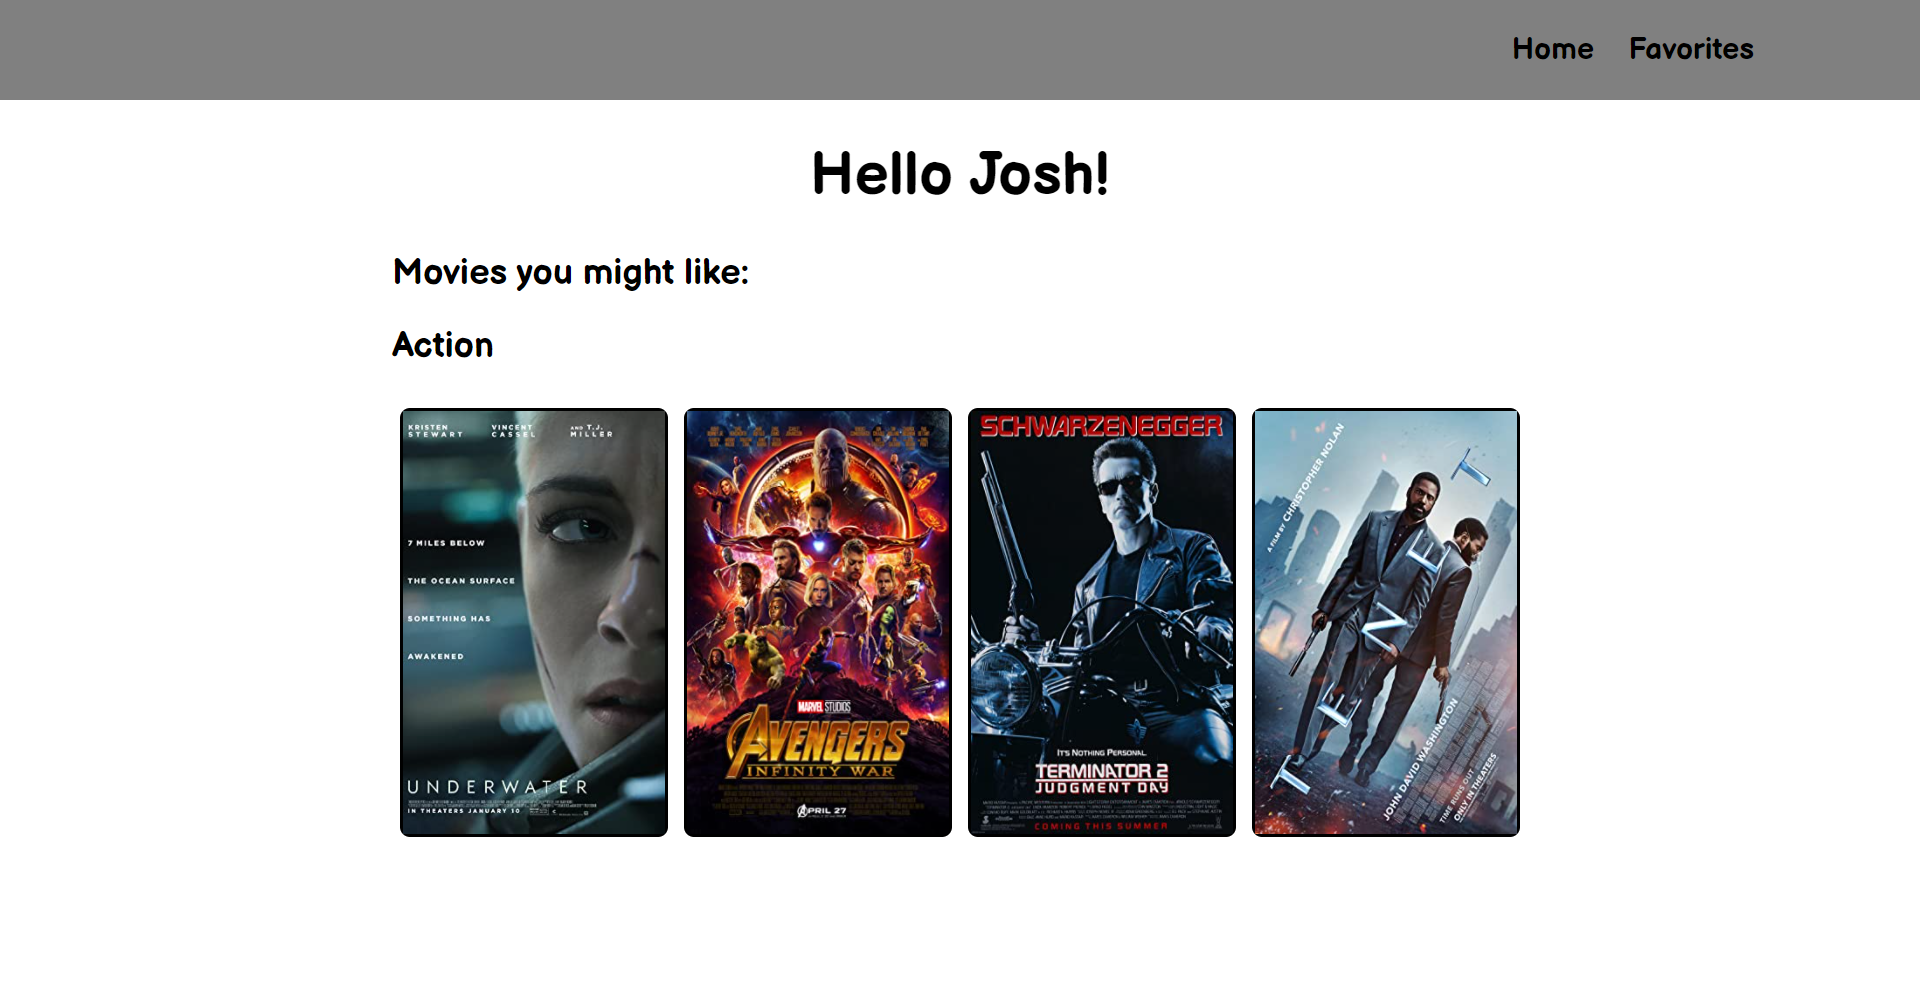 Home Favorites
Hello Josh!
Movies you might like:
Action
KRISTEN STEWART VINCENT CASSEL AND T.J. MILLER
7 MILES BELOW
THE OCEAN SURFACE
SOMETHING HAS
AWAKENED
UNDERWATER
IN THEATERS JANUARY 10
MARVEL STUDIOS
AVENGERS
INFINITY WAR
APRIL 27
SCHWARZENEGGER
IT'S NOTHING PERSONAL.
TERMINATOR 2
JUDGMENT DAY
COMING THIS SUMMER
A FILM BY CHRISTOPHER NOLAN
TENET
JOHN DAVID WASHINGTON
TIME RUNS OUT
ONLY IN THEATERS